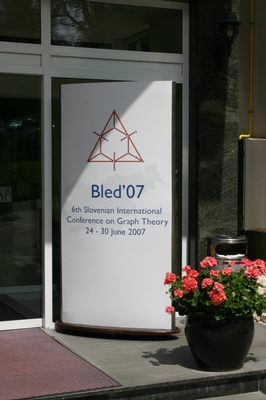 Bled'07
6th Slovenian International
Conference on Graph Theory
24 - 30 June 2007